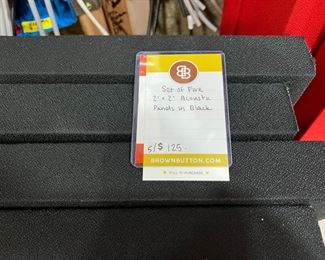 BB
Set of Five
2' x 2' Acoustic
Panels in Black
5/$ 125-
BROWNBUTTON.COM